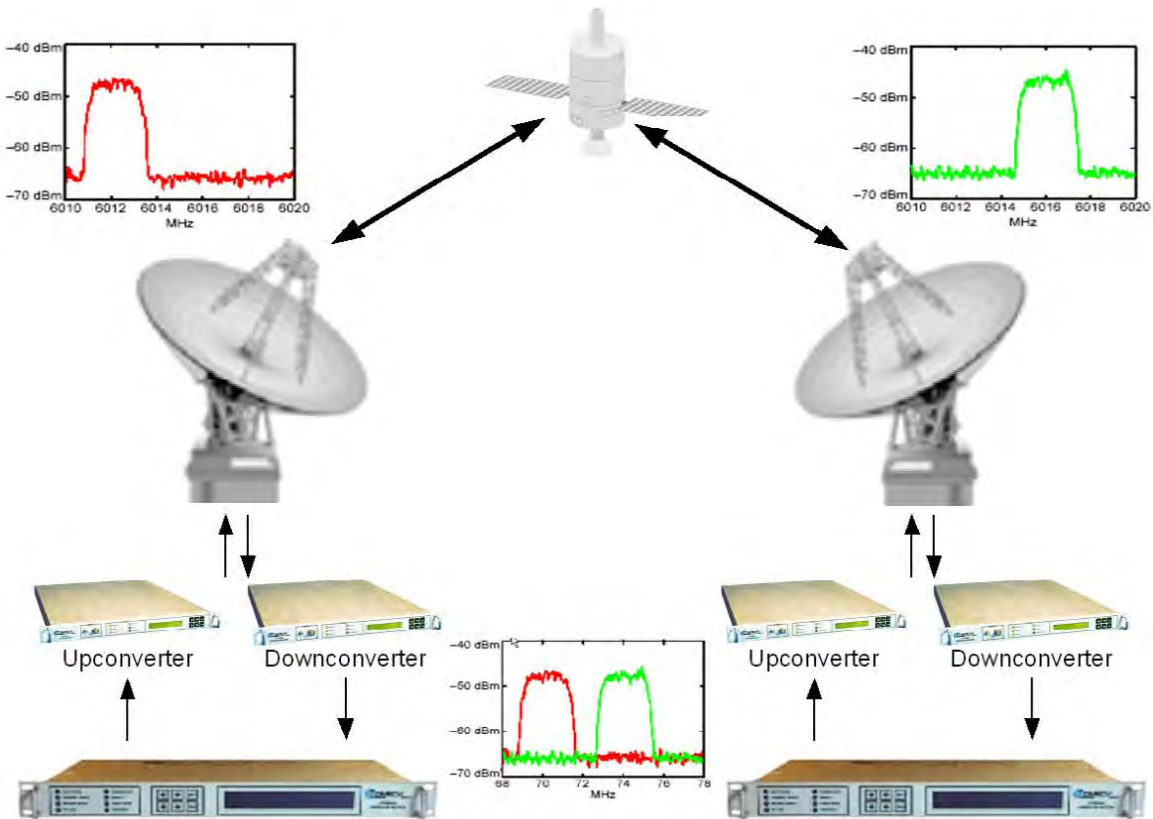 −40 dBm
−50 dBm
−60 dBm
−70 dBm
6010 6012 6014 6016 6018 6020
MHz
−40 dBm
−50 dBm
−60 dBm
−70 dBm
6010 6012 6014 6016 6018 6020
MHz
Upconverter
Downconverter
−40 dBm
−50 dBm
−60 dBm
−70 dBm
68 70 72 74 76 78
MHz
Upconverter
Downconverter